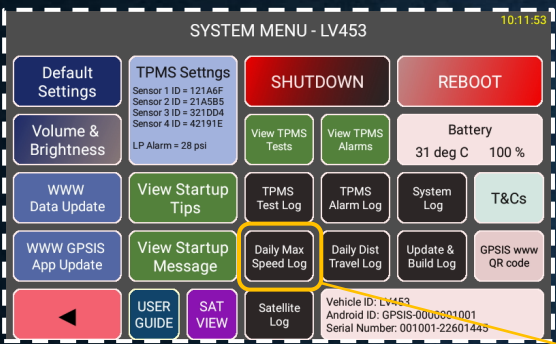 10:11:53
SYSTEM MENU - LV453
Default
Settings
TPMS Settngs
Sensor 1 ID = 121A6F
Sensor 2 ID = 21A5B5
Sensor 3 ID = 321DD4
Sensor 4 ID = 42191E
LP Alarm = 28 psi
SHUTDOWN
REBOOT
Volume &
Brightness
View TPMS
Tests
View TPMS
Alarms
Battery
31 deg C 100 %
WWW
Data Update
View Startup
Tips
TPMS
Test Log
TPMS
Alarm Log
System
Log
T&Cs
WWW GPSIS
App Update
View Startup
Message
Daily Max
Speed Log
Daily Dist
Travel Log
Update &
Build Log
GPSIS www
QR code
◀
USER
GUIDE
SAT
VIEW
Satellite
Log
Vehicle ID: LV453
Android ID: GPSIS-0000001001
Serial Number: 001001-22601445